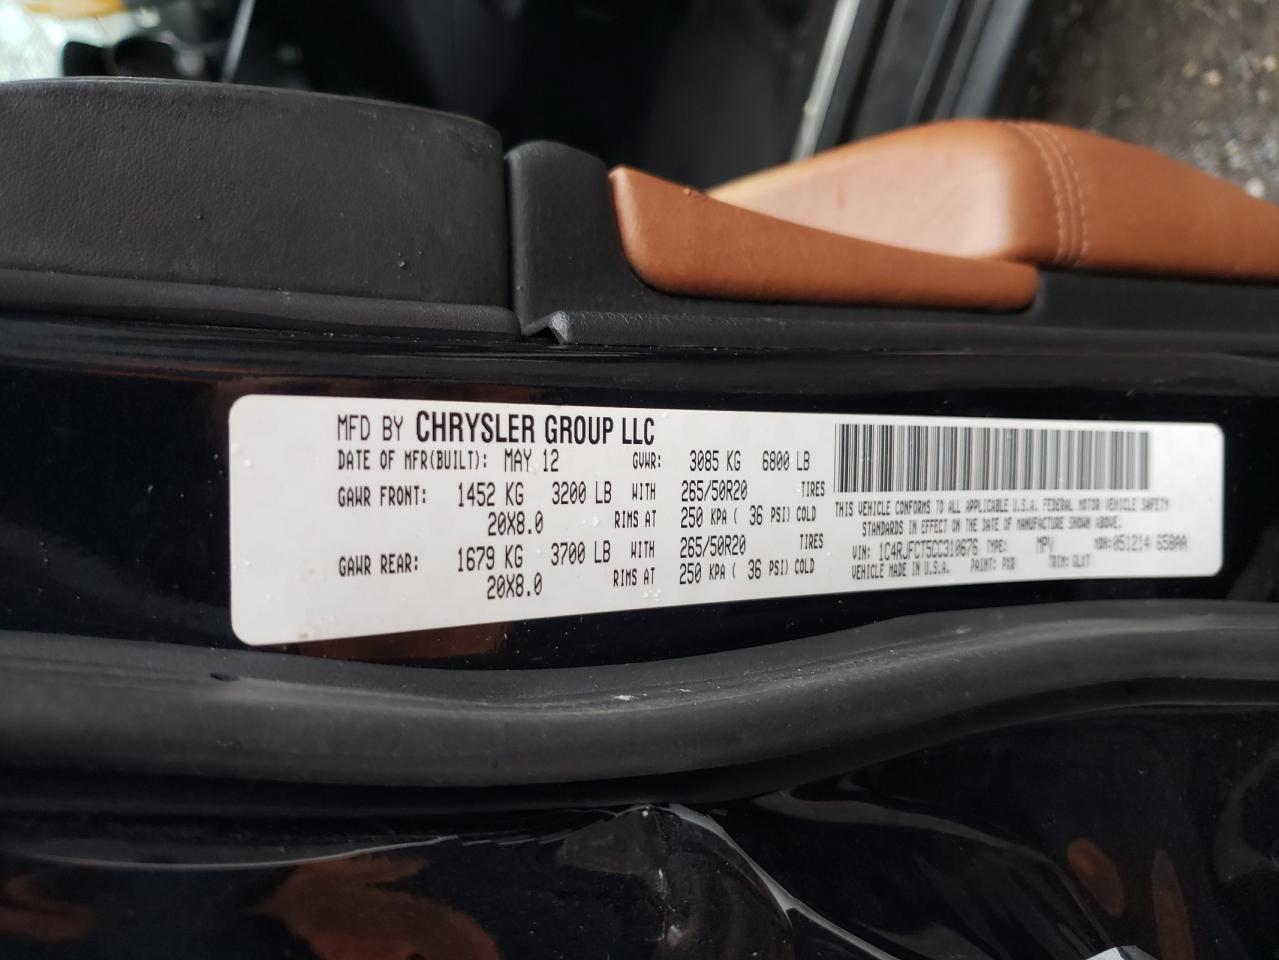 MFD BY CHRYSLER GROUP LLC
DATE OF MFR(BUILT): MAY 12 GVWR: 3085 KG 6800 LB
GAWR FRONT: 1452 KG 3200 LB WITH 265/50R20 TIRES
20X8.0 RIMS AT 250 KPA ( 36 PSI) COLD
GAWR REAR: 1679 KG 3700 LB WITH 265/50R20 TIRES
20X8.0 RIMS AT 250 KPA ( 36 PSI) COLD
THIS VEHICLE CONFORMS TO ALL APPLICABLE U.S.A. FEDERAL MOTOR VEHICLE SAFETY
STANDARDS IN EFFECT ON THE DATE OF MANUFACTURE SHOWN ABOVE.
VIN: 1C4RJFCT5CC310676 TYPE: MPV MDH: 051214 658AA
VEHICLE MADE IN U.S.A. PAINT: PXR TRIM: GLXT